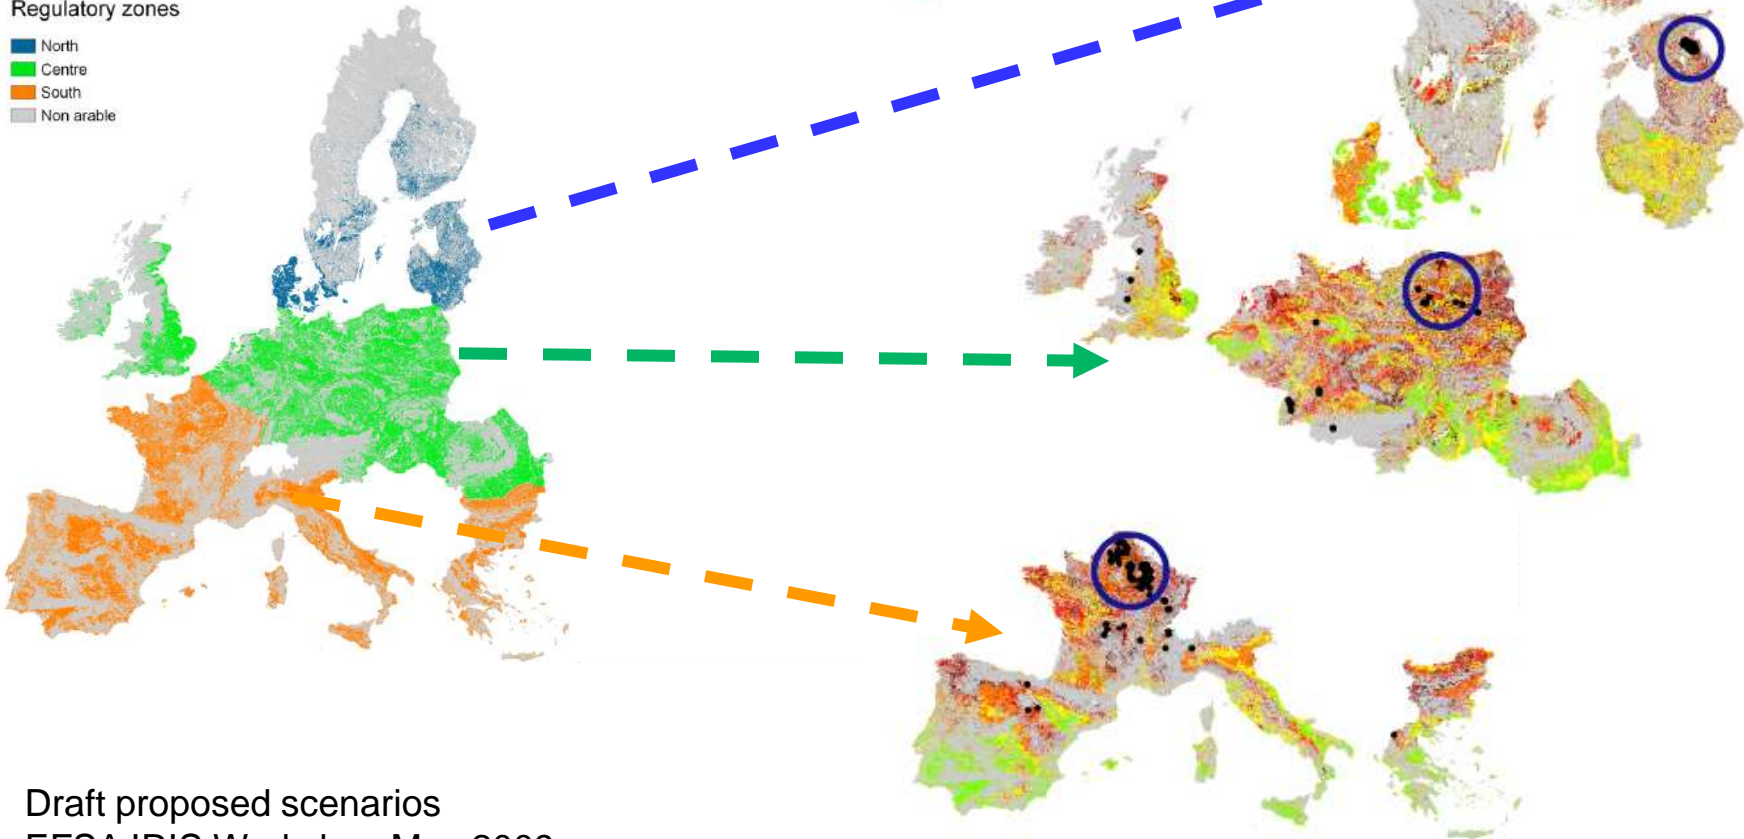 Regulatory zones
North
Centre
South
Non arable
Draft proposed scenarios